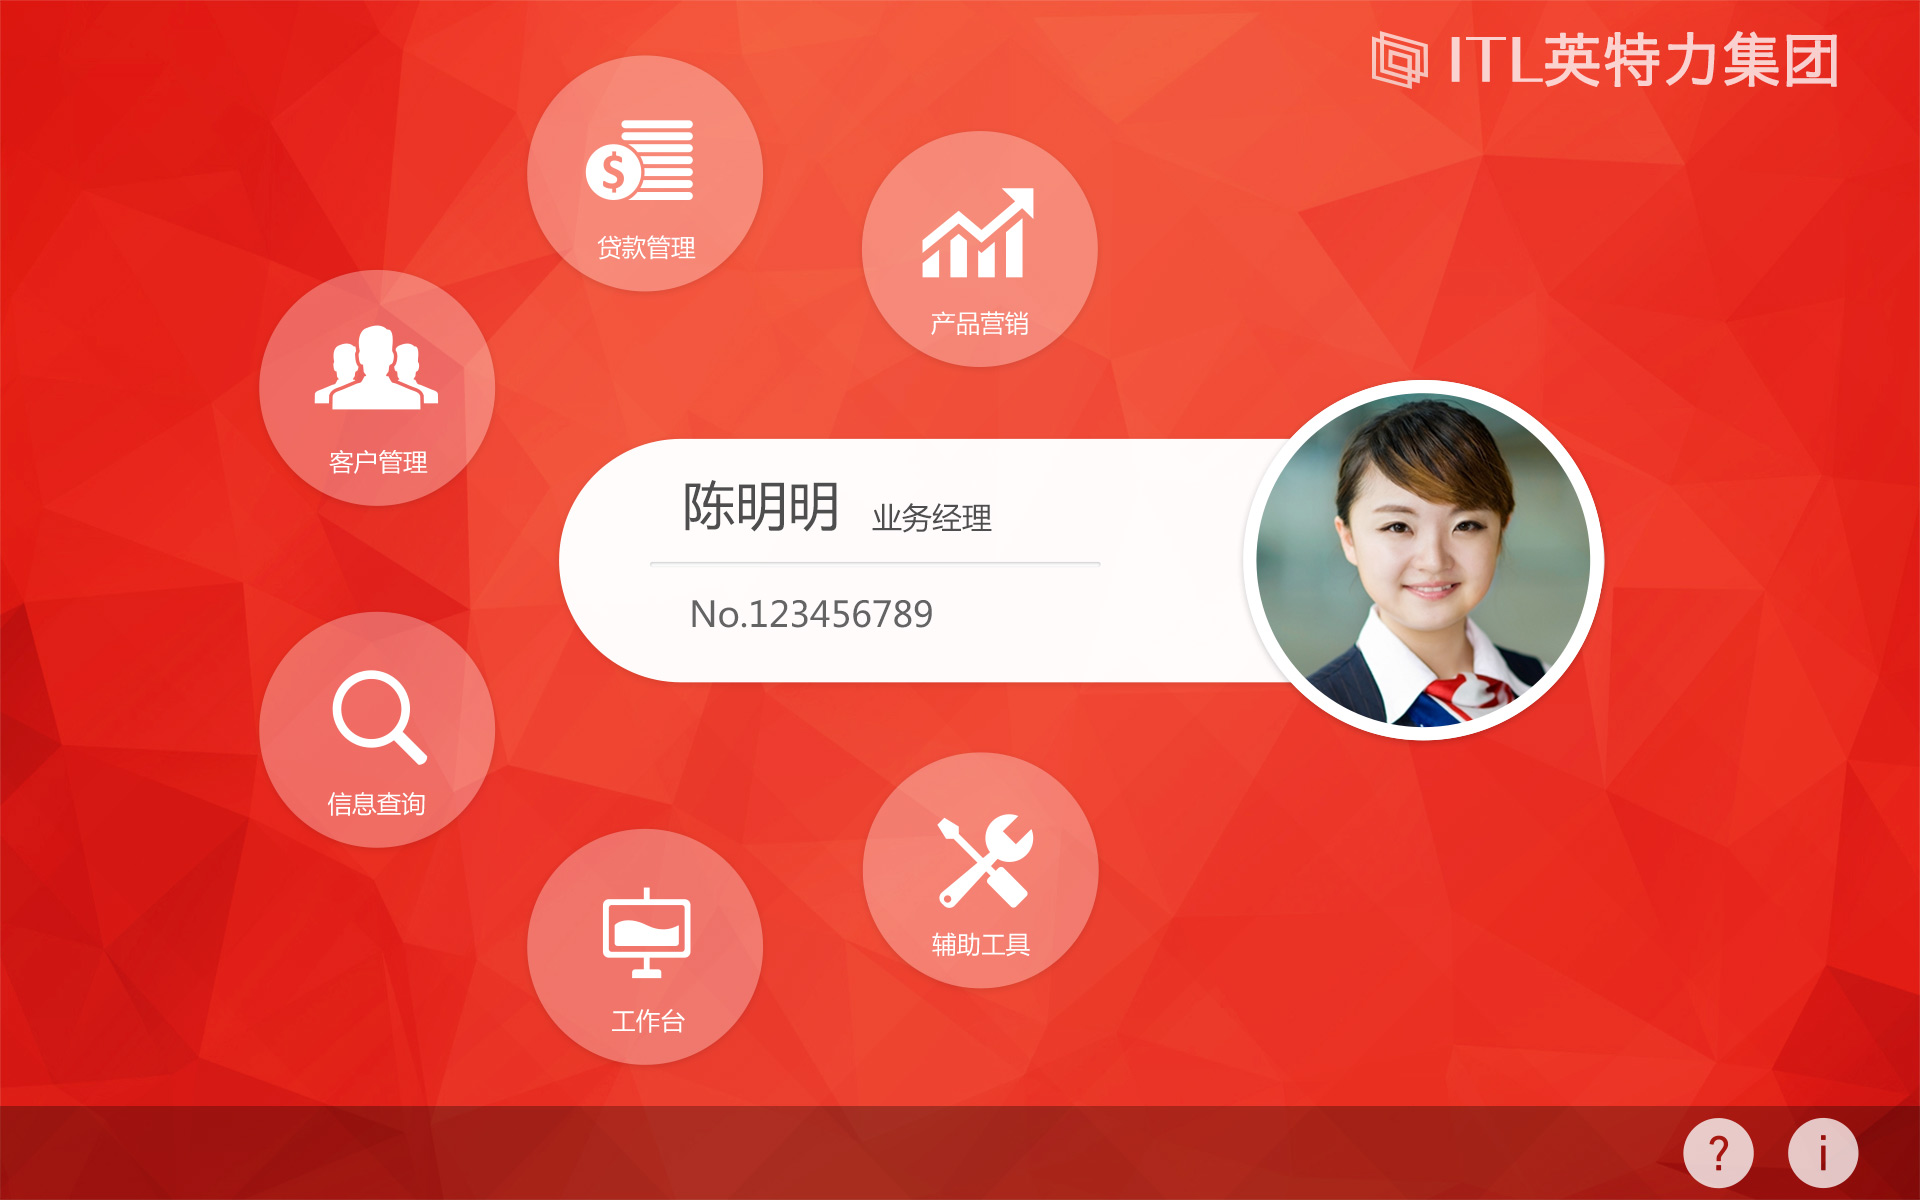 ITL英特力集团
贷款管理
产品营销
客户管理
陈明明 业务经理
No.123456789
信息查询
辅助工具
工作台
? i